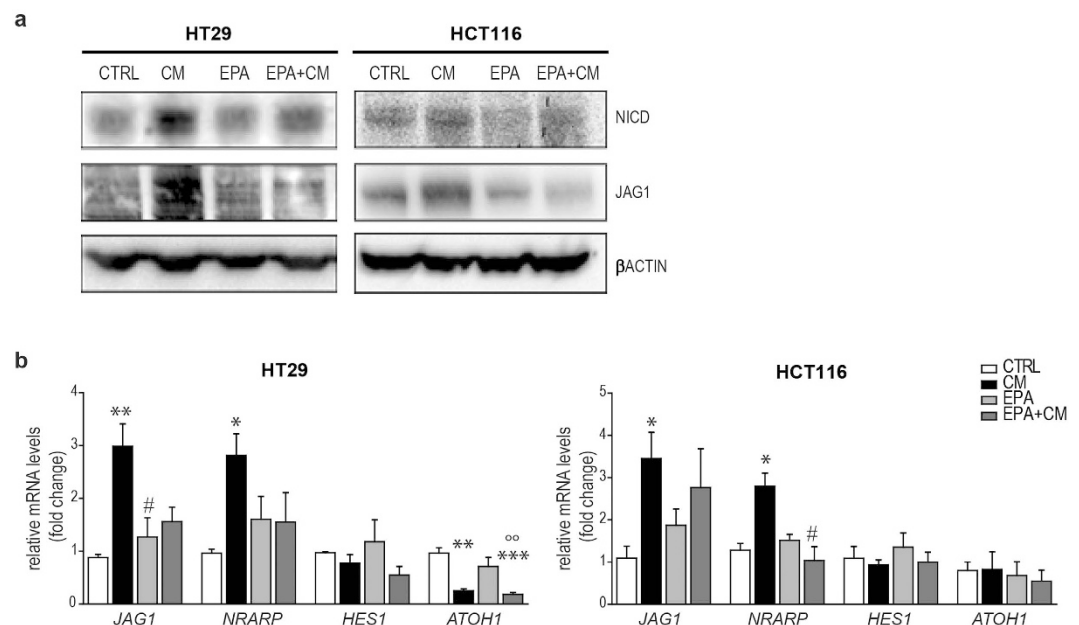 a
HT29 HCT116
CTRL CM EPA EPA+CM CTRL CM EPA EPA+CM
NICD
JAG1
βACTIN
b
HT29
relative mRNA levels
(fold change)
4
3
2
1
0
** # * ** °° ***
JAG1 NRARP HES1 ATOH1
HCT116
relative mRNA levels
(fold change)
5
4
3
2
1
0
* * #
JAG1 NRARP HES1 ATOH1
CTRL
CM
EPA
EPA+CM